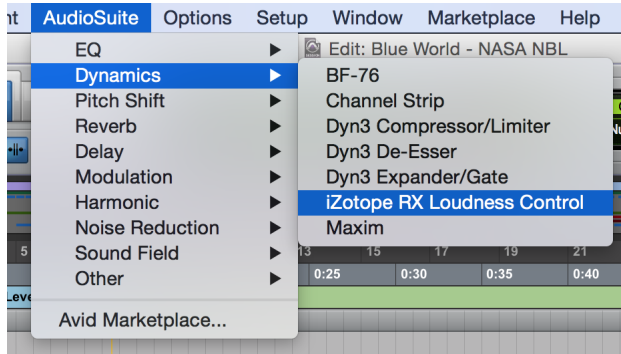 AudioSuite Options Setup Window Marketplace Help
Edit: Blue World - NASA NBL
EQ
Dynamics
Pitch Shift
Reverb
Delay
Modulation
Harmonic
Noise Reduction
Sound Field
Other
Avid Marketplace...
BF-76
Channel Strip
Dyn3 Compressor/Limiter
Dyn3 De-Esser
Dyn3 Expander/Gate
iZotope RX Loudness Control
Maxim
5 13 15 17 19 21
0:25 0:30 0:35 0:40